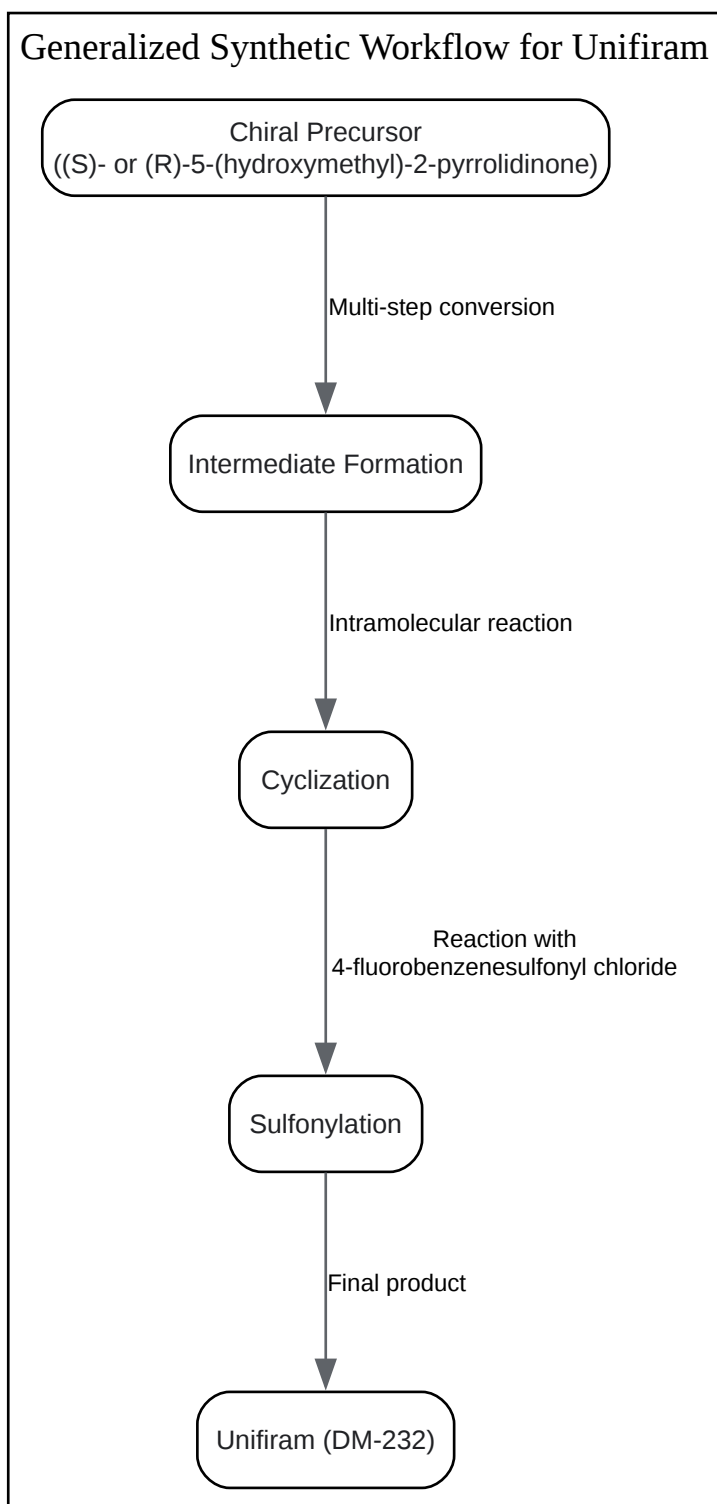 Generalized Synthetic Workflow for Unifiram
Chiral Precursor
((S)- or (R)-5-(hydroxymethyl)-2-pyrrolidinone)
Multi-step conversion
Intermediate Formation
Intramolecular reaction
Cyclization
Reaction with
4-fluorobenzenesulfonyl chloride
Sulfonylation
Final product
Unifiram (DM-232)